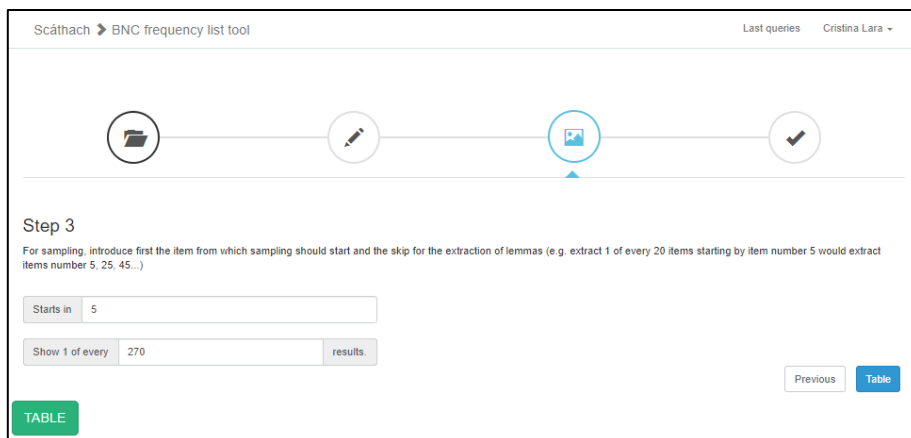 Scáthach BNC frequency list tool Last queries Cristina Lara
Step 3
For sampling, introduce first the item from which sampling should start and the skip for the extraction of lemmas (e.g. extract 1 of every 20 items starting by item number 5 would extract
items number 5, 25, 45...)
Starts in 5
Show 1 of every 270 results.
Previous Table
TABLE